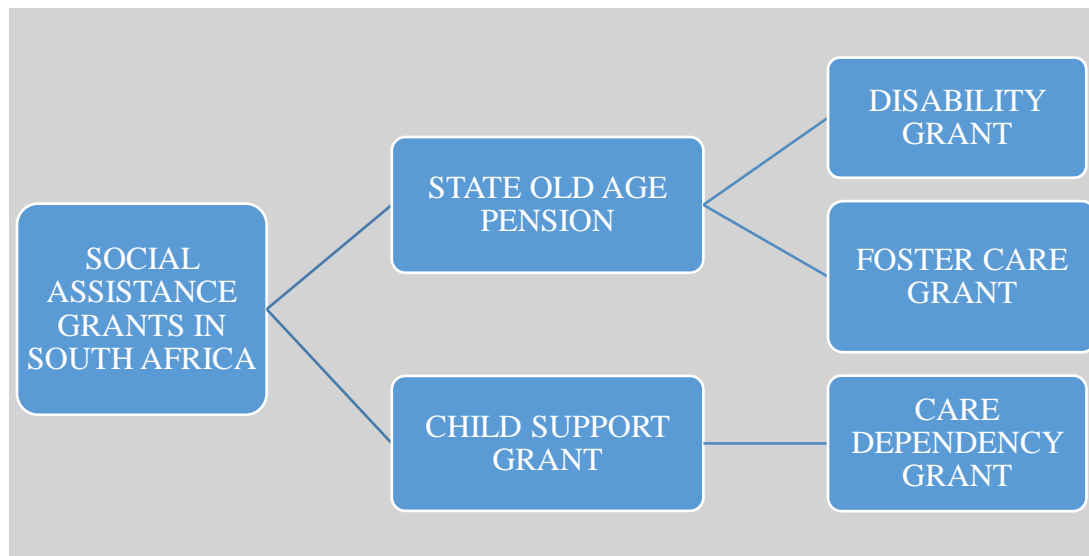 SOCIAL
ASSISTANCE
GRANTS IN
SOUTH AFRICA
STATE OLD AGE
PENSION
DISABILITY
GRANT
FOSTER CARE
GRANT
CHILD SUPPORT
GRANT
CARE
DEPENDENCY
GRANT